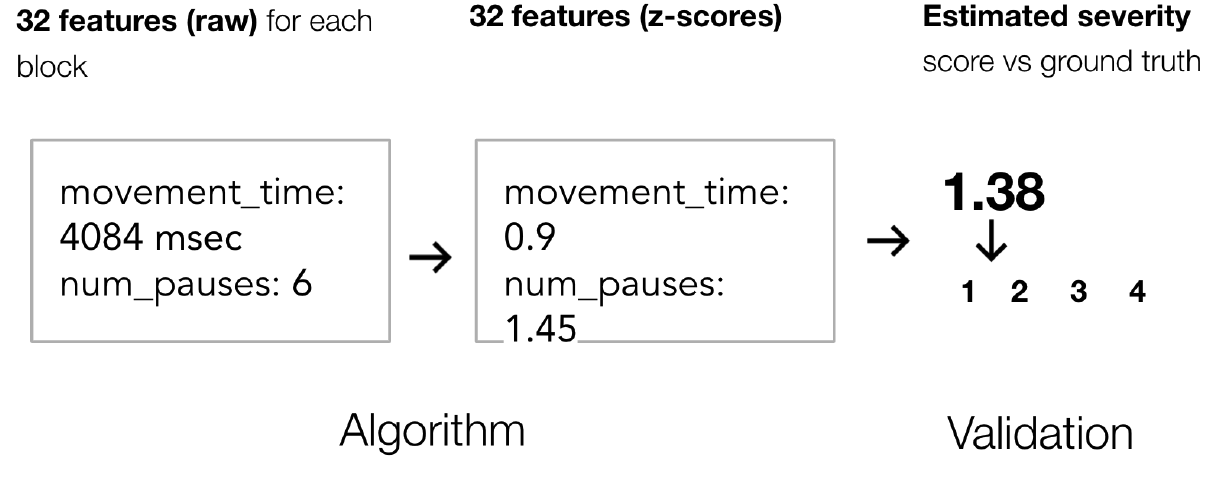 32 features (raw) for each
block
32 features (z-scores)
Estimated severity
score vs ground truth
movement_time:
4084 msec
num_pauses: 6
→
movement_time:
0.9
num_pauses:
1.45
→
1.38
↓
1 2 3 4
Algorithm
Validation